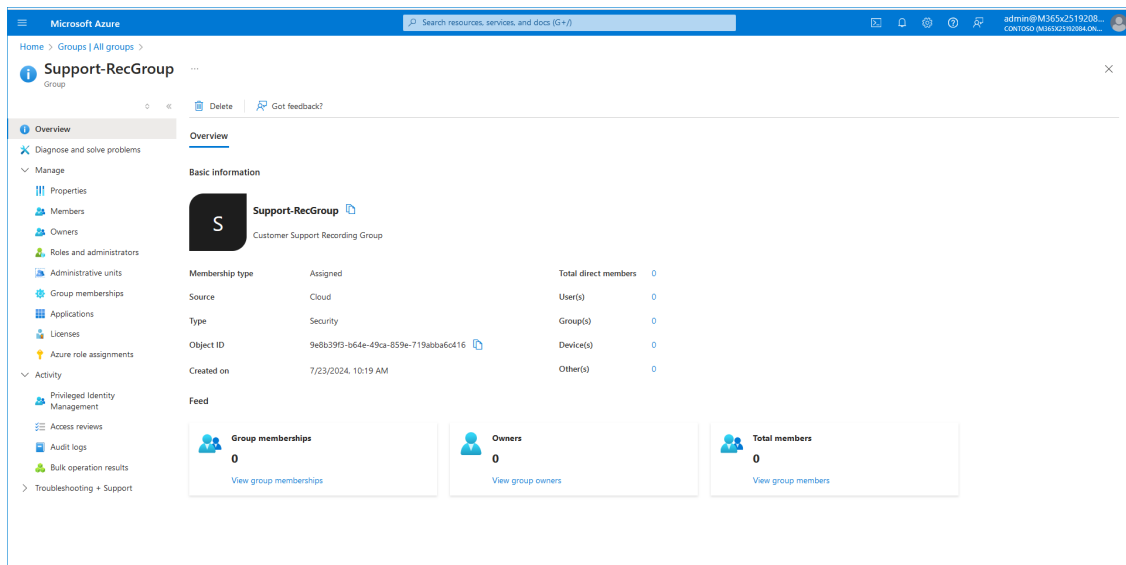 Microsoft Azure
Search resources, services, and docs (G+/)
admin@M365x2519208...
CONTOSO (M365X25192084.ON...
Home > Groups | All groups >
Support-RecGroup ...
Group
Delete
Got feedback?
Overview
Diagnose and solve problems
Manage
Properties
Members
Owners
Roles and administrators
Administrative units
Group memberships
Applications
Licenses
Azure role assignments
Activity
Privileged Identity
Management
Access reviews
Audit logs
Bulk operation results
Troubleshooting + Support
Overview
Basic information
S
Support-RecGroup
Customer Support Recording Group
Membership type Assigned
Source Cloud
Type Security
Object ID 9e8b39f3-b64e-49ca-859e-719abba6c416
Created on 7/23/2024, 10:19 AM
Total direct members 0
User(s) 0
Group(s) 0
Device(s) 0
Other(s) 0
Feed
Group memberships
0
View group memberships
Owners
0
View group owners
Total members
0
View group members